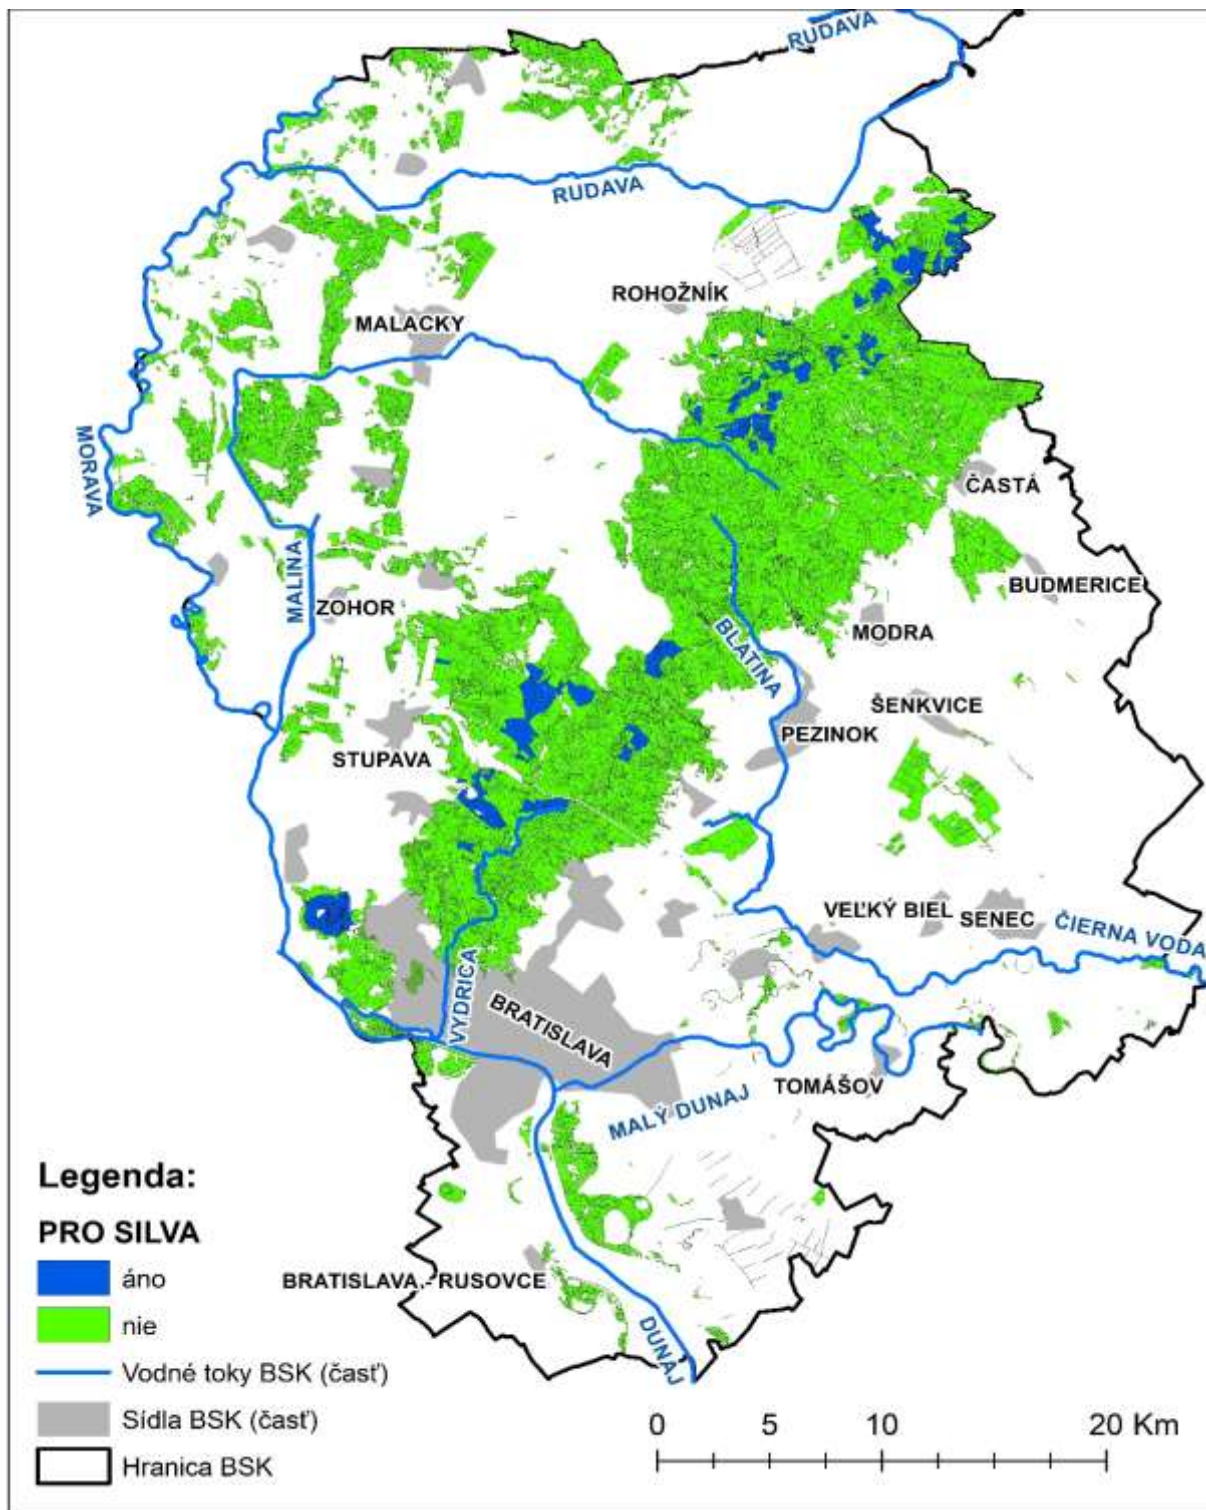 RUDAVA
RUDAVA
ROHOŽNÍK
MALACKY
MORAVA
ČASTÁ
MALINA
BUDMERICE
ZOHOR
MODRA
BLATINA
ŠENKVICE
PEZINOK
STUPAVA
VEĽKÝ BIEL
SENEC
ČIERNA VODA
VYDRICA
BRATISLAVA
TOMÁŠOV
MALÝ DUNAJ
BRATISLAVA - RUSOVCE
DUNAJ
Legenda:
PRO SILVA
áno
nie
Vodné toky BSK (časť)
Sídla BSK (časť)
Hranica BSK
0 5 10 20 Km